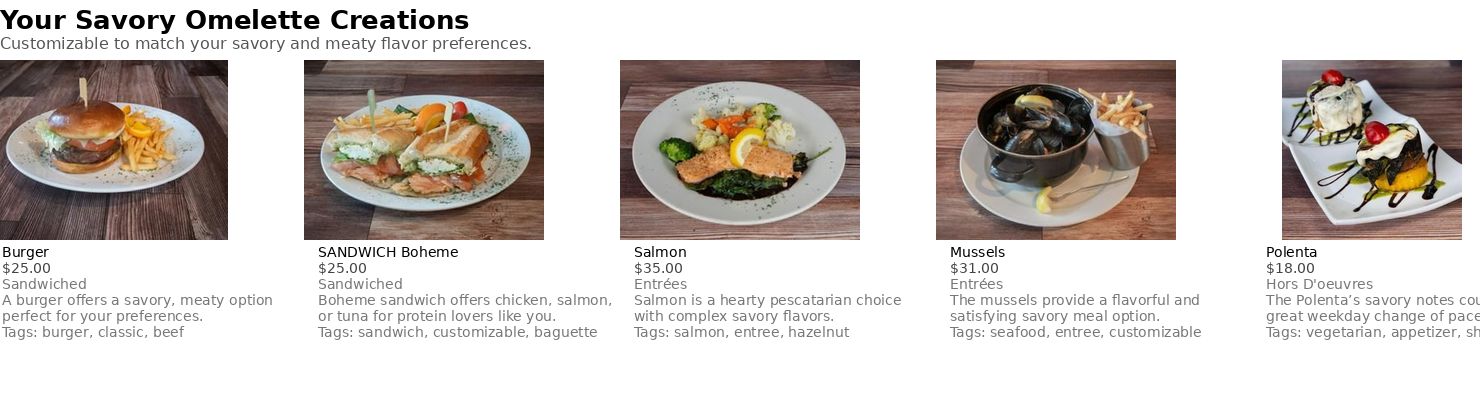 Your Savory Omelette Creations
Customizable to match your savory and meaty flavor preferences.
Burger
$25.00
Sandwiched
A burger offers a savory, meaty option
perfect for your preferences.
Tags: burger, classic, beef
SANDWICH Boheme
$25.00
Sandwiched
Boheme sandwich offers chicken, salmon,
or tuna for protein lovers like you.
Tags: sandwich, customizable, baguette
Salmon
$35.00
Entrées
Salmon is a hearty pescatarian choice
with complex savory flavors.
Tags: salmon, entree, hazelnut
Mussels
$31.00
Entrées
The mussels provide a flavorful and
satisfying savory meal option.
Tags: seafood, entree, customizable
Polenta
$18.00
Hors D'oeuvres
The Polenta’s savory notes
great weekday change of pace
Tags: vegetarian, appetizer,